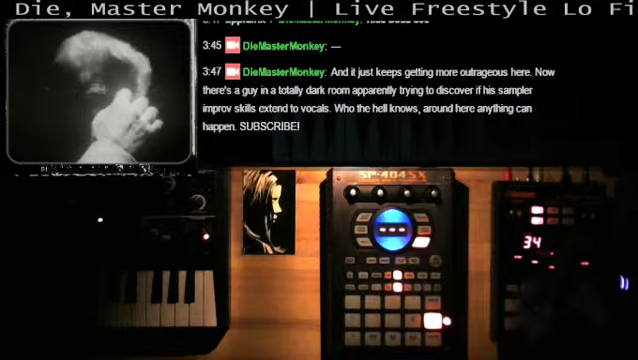 Die, Master Monkey | Live Freestyle Lo Fi
3:45 DieMasterMonkey: —
3:47 DieMasterMonkey: And it just keeps getting more outrageous here. Now
there's a guy in a totally dark room apparently trying to discover if his sampler
improv skills extend to vocals. Who the hell knows, around here anything can
happen. SUBSCRIBE!
SP-404SX
34